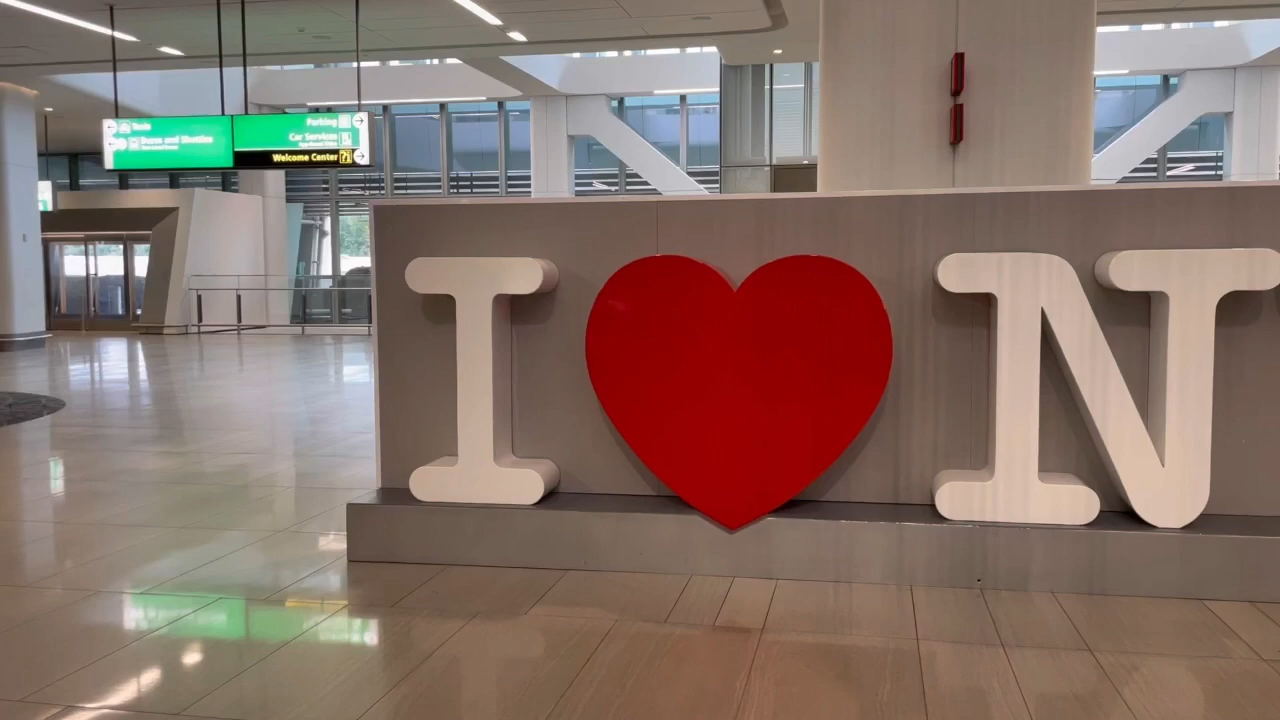 Taxis
Buses and Shuttles
Parking
Car Services
Welcome Center
I ❤ N